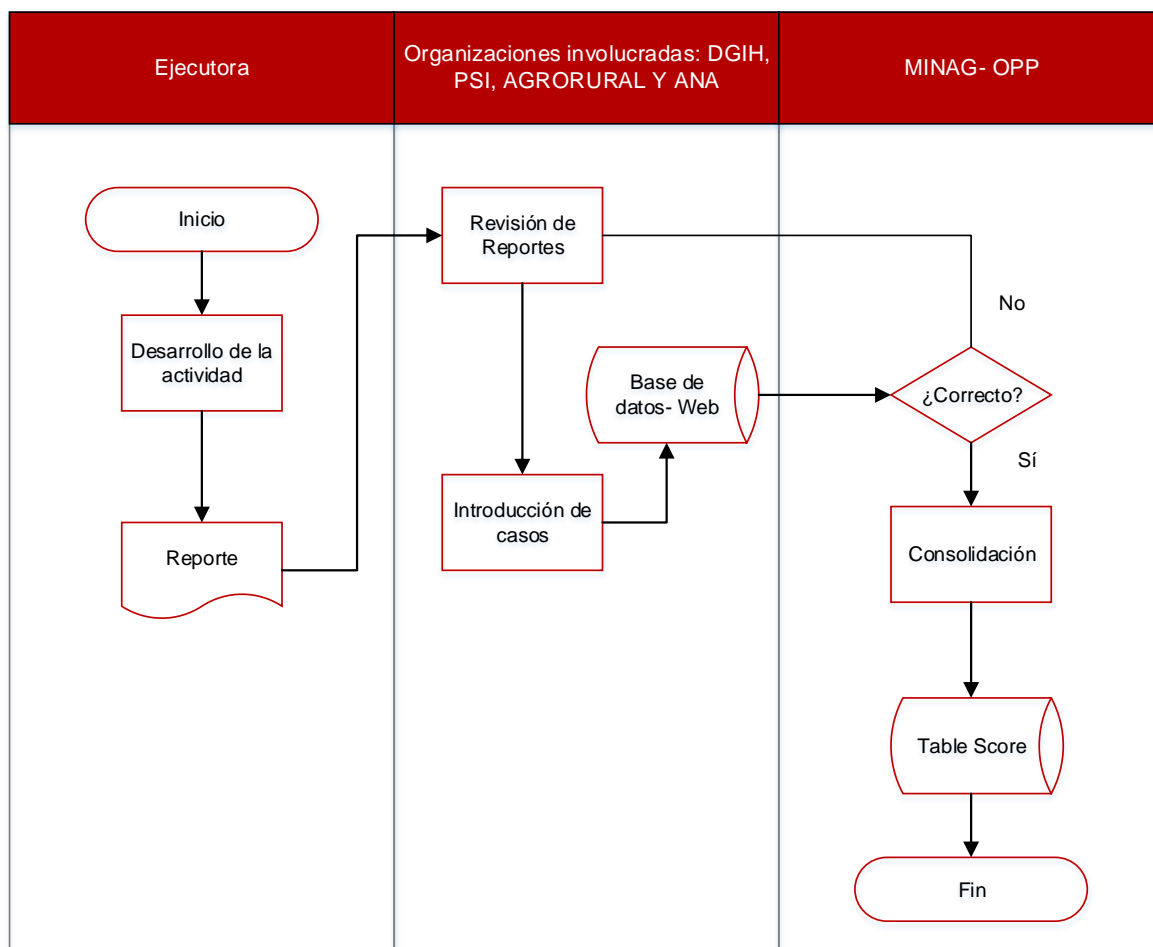 Ejecutora
Organizaciones involucradas: DGIH,
PSI, AGRORURAL Y ANA
MINAG- OPP
Inicio
Desarrollo de la
actividad
Reporte
Revisión de
Reportes
Introducción de
casos
Base de
datos- Web
No
¿Correcto?
Sí
Consolidación
Table Score
Fin